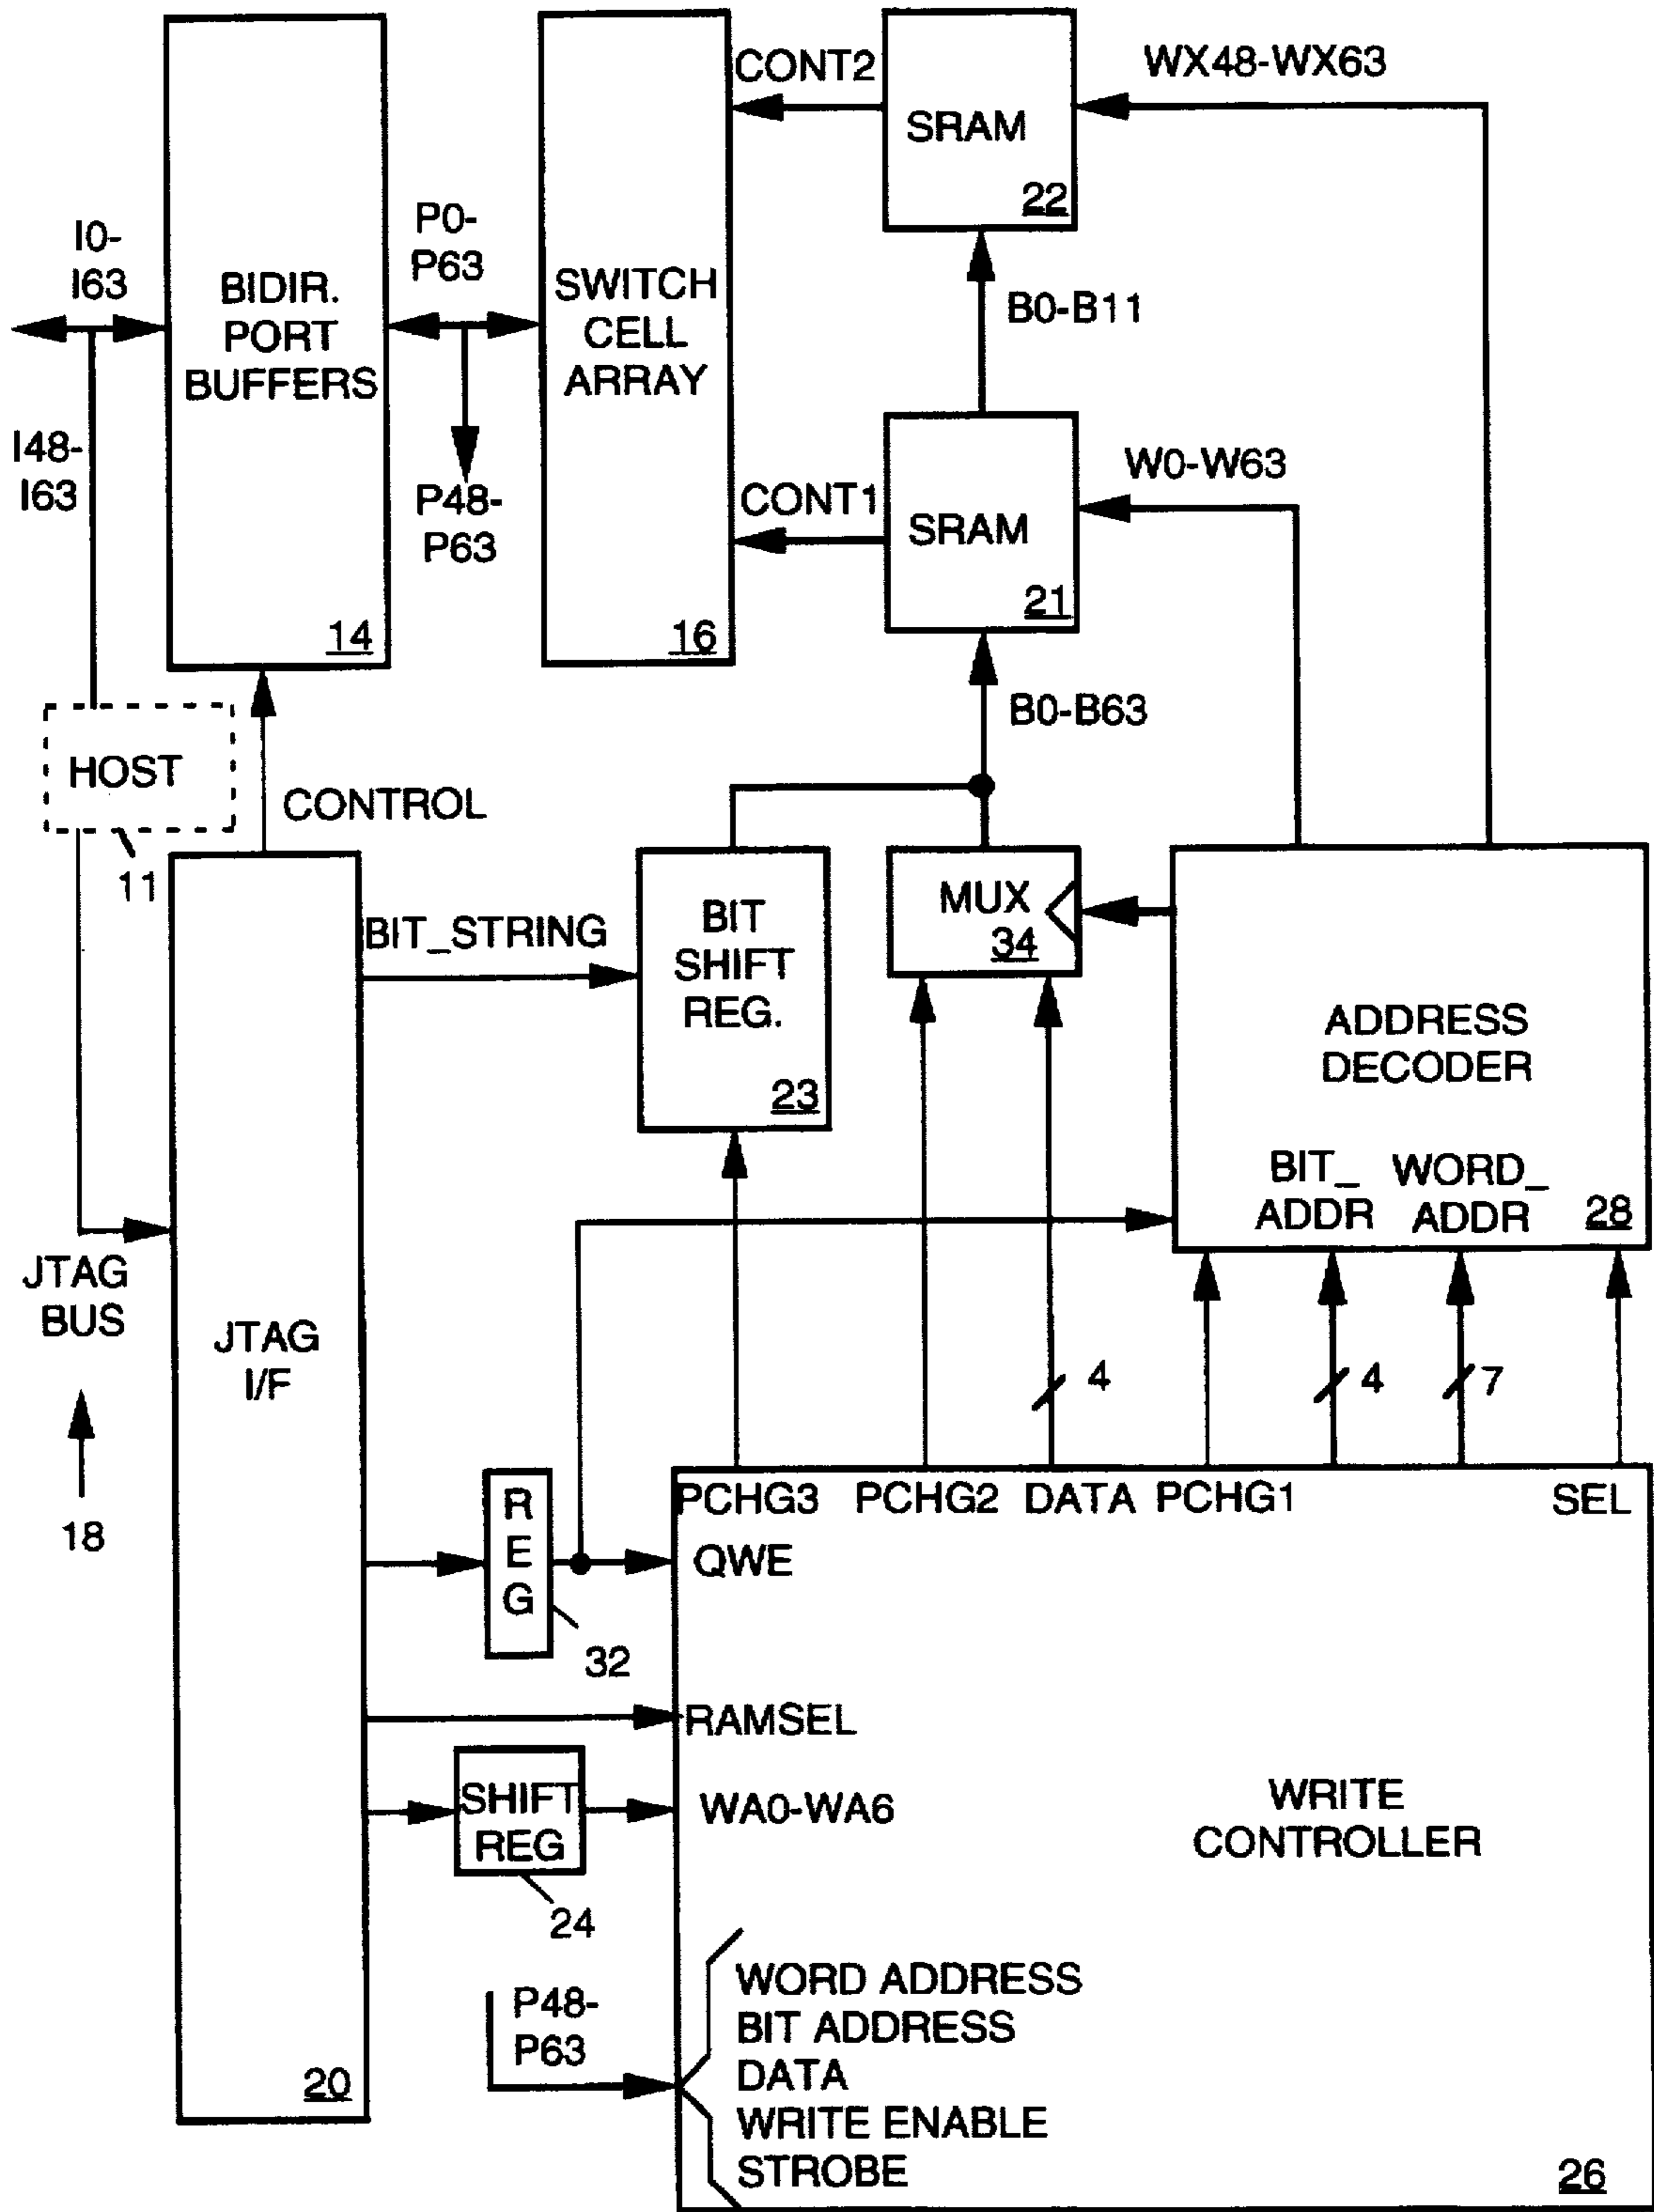 CONT2
WX48-WX63
SRAM
22
I0-
I63
P0-
P63
BIDIR.
PORT
BUFFERS
SWITCH
CELL
ARRAY
B0-B11
I48-
I63
P48-
P63
CONT1
W0-W63
SRAM
21
14
16
B0-B63
HOST
CONTROL
11
BIT_STRING
BIT
SHIFT
REG.
23
MUX
34
ADDRESS
DECODER
BIT_
ADDR
WORD_
ADDR
28
JTAG
BUS
18
JTAG
I/F
4
4
7
R
E
G
32
PCHG3
PCHG2
DATA
PCHG1
SEL
QWE
RAMSEL
SHIFT
REG
24
WA0-WA6
WRITE
CONTROLLER
P48-
P63
WORD ADDRESS
BIT ADDRESS
DATA
WRITE ENABLE
STROBE
20
26